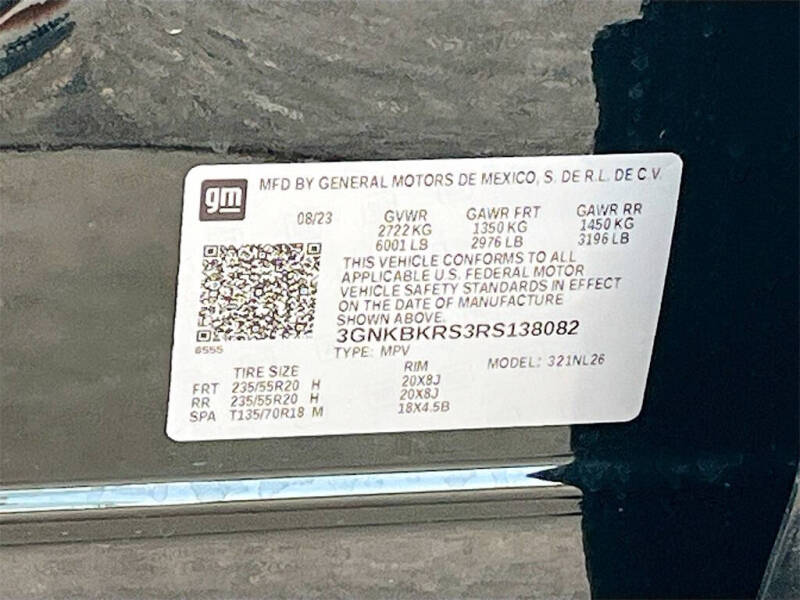 gm MFD BY GENERAL MOTORS DE MEXICO, S. DE R.L. DE C.V.
08/23 GVWR GAWR FRT GAWR RR
2722 KG 1350 KG 1450 KG
6001 LB 2976 LB 3196 LB
THIS VEHICLE CONFORMS TO ALL
APPLICABLE U.S. FEDERAL MOTOR
VEHICLE SAFETY STANDARDS IN EFFECT
ON THE DATE OF MANUFACTURE
SHOWN ABOVE.
3GNKBKRS3RS138082
6555 TYPE: MPV MODEL: 321NL26
TIRE SIZE RIM
FRT 235/55R20 H 20X8J
RR 235/55R20 H 20X8J
SPA T135/70R18 M 18X4.5B